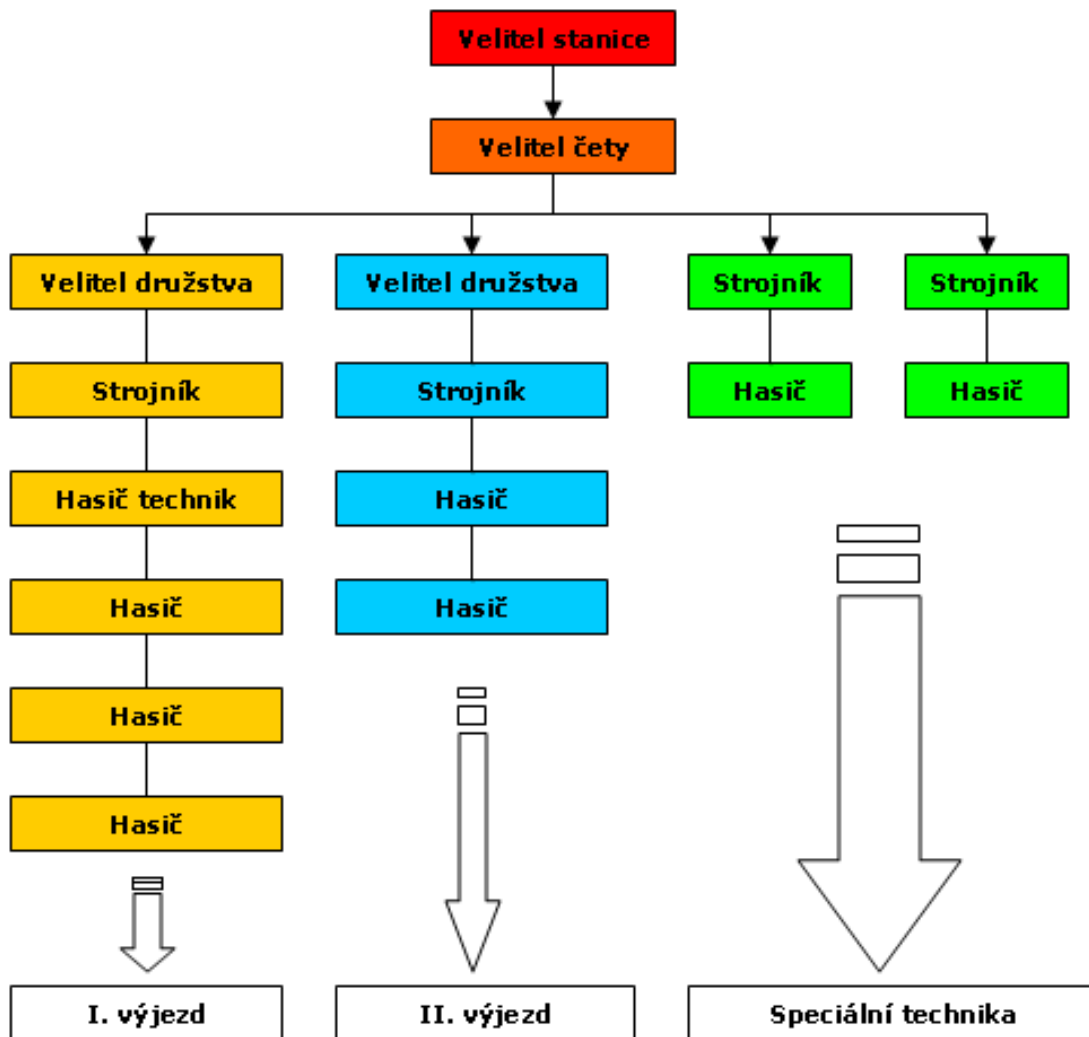 Velitel stanice
Velitel čety
Velitel družstva
Velitel družstva
Strojník
Strojník
Strojník
Strojník
Hasič
Hasič
Hasič technik
Hasič
Hasič
Hasič
Hasič
Hasič
I. výjezd
II. výjezd
Speciální technika